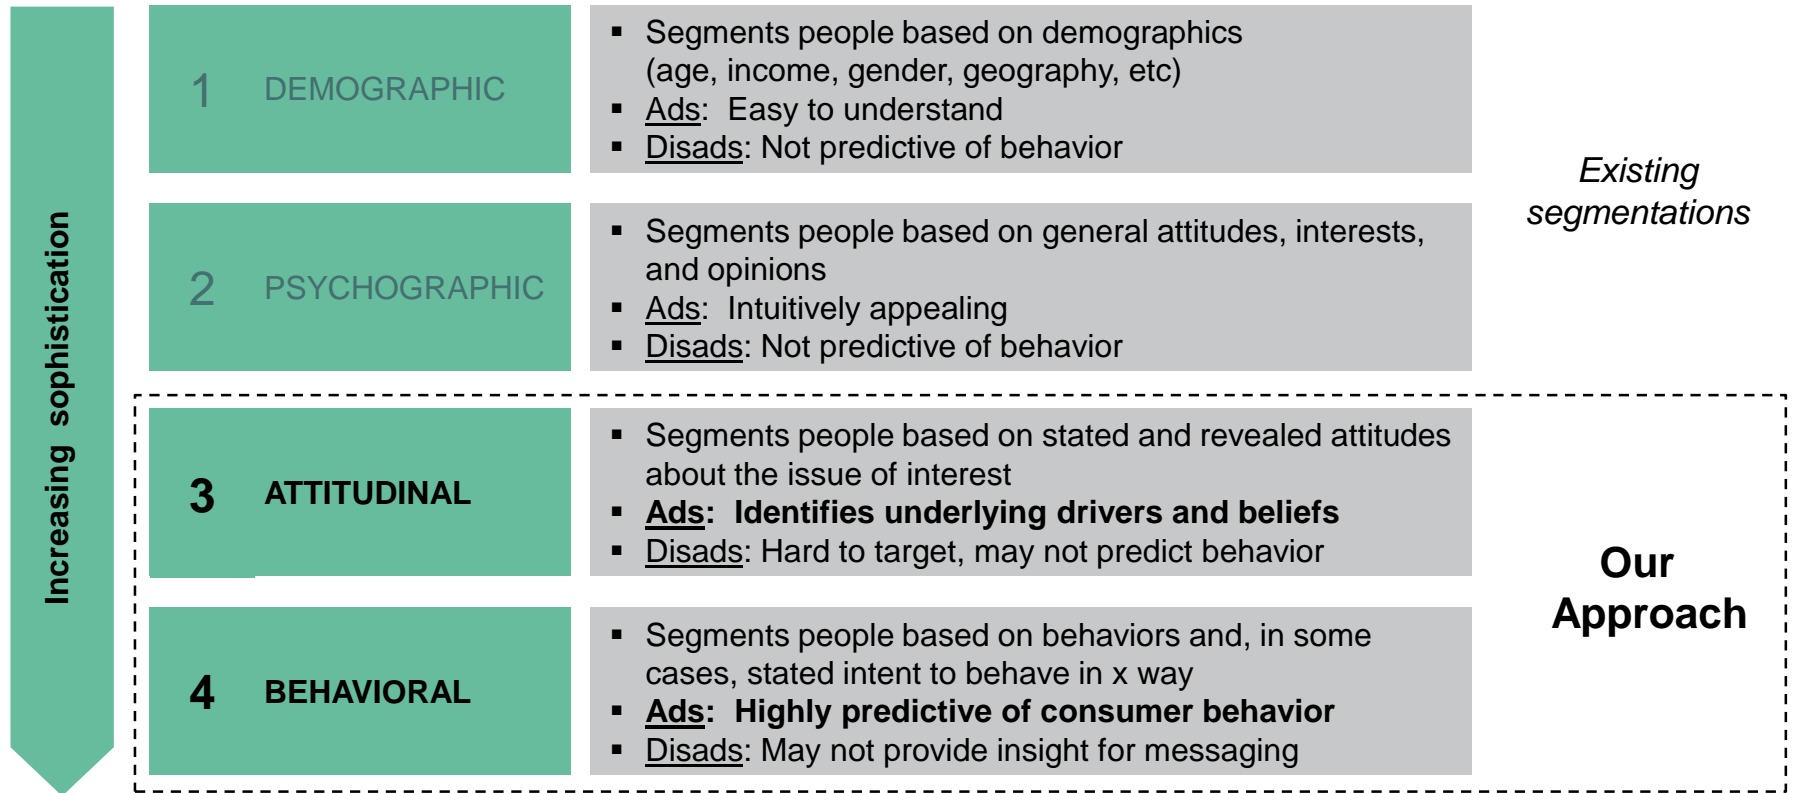 Increasing sophistication
1 DEMOGRAPHIC
▪ Segments people based on demographics
(age, income, gender, geography, etc)
▪ Ads: Easy to understand
▪ Disads: Not predictive of behavior
2 PSYCHOGRAPHIC
▪ Segments people based on general attitudes, interests,
and opinions
▪ Ads: Intuitively appealing
▪ Disads: Not predictive of behavior
Existing
segmentations
3 ATTITUDINAL
▪ Segments people based on stated and revealed attitudes
about the issue of interest
▪ Ads: Identifies underlying drivers and beliefs
▪ Disads: Hard to target, may not predict behavior
4 BEHAVIORAL
▪ Segments people based on behaviors and, in some
cases, stated intent to behave in x way
▪ Ads: Highly predictive of consumer behavior
▪ Disads: May not provide insight for messaging
Our
Approach